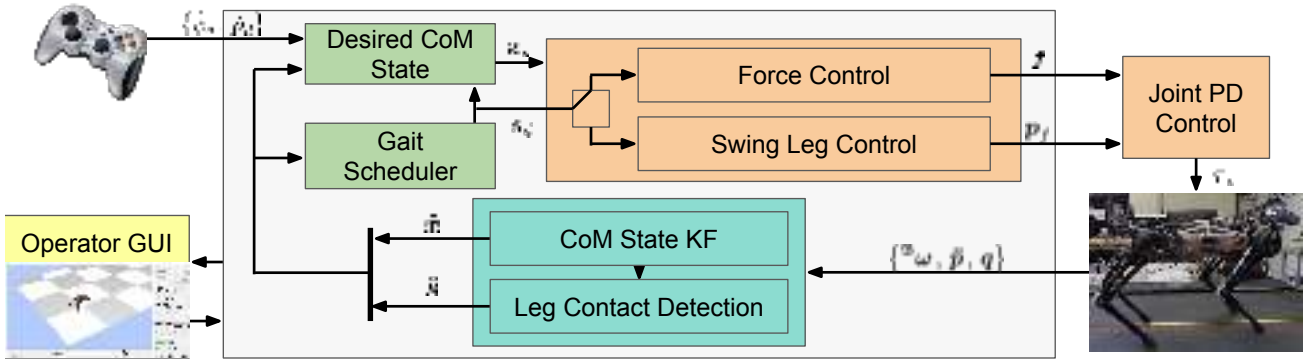 Desired CoM
State
Force Control
Joint PD
Control
Gait
Scheduler
Swing Leg Control
Operator GUI
CoM State KF
Leg Contact Detection